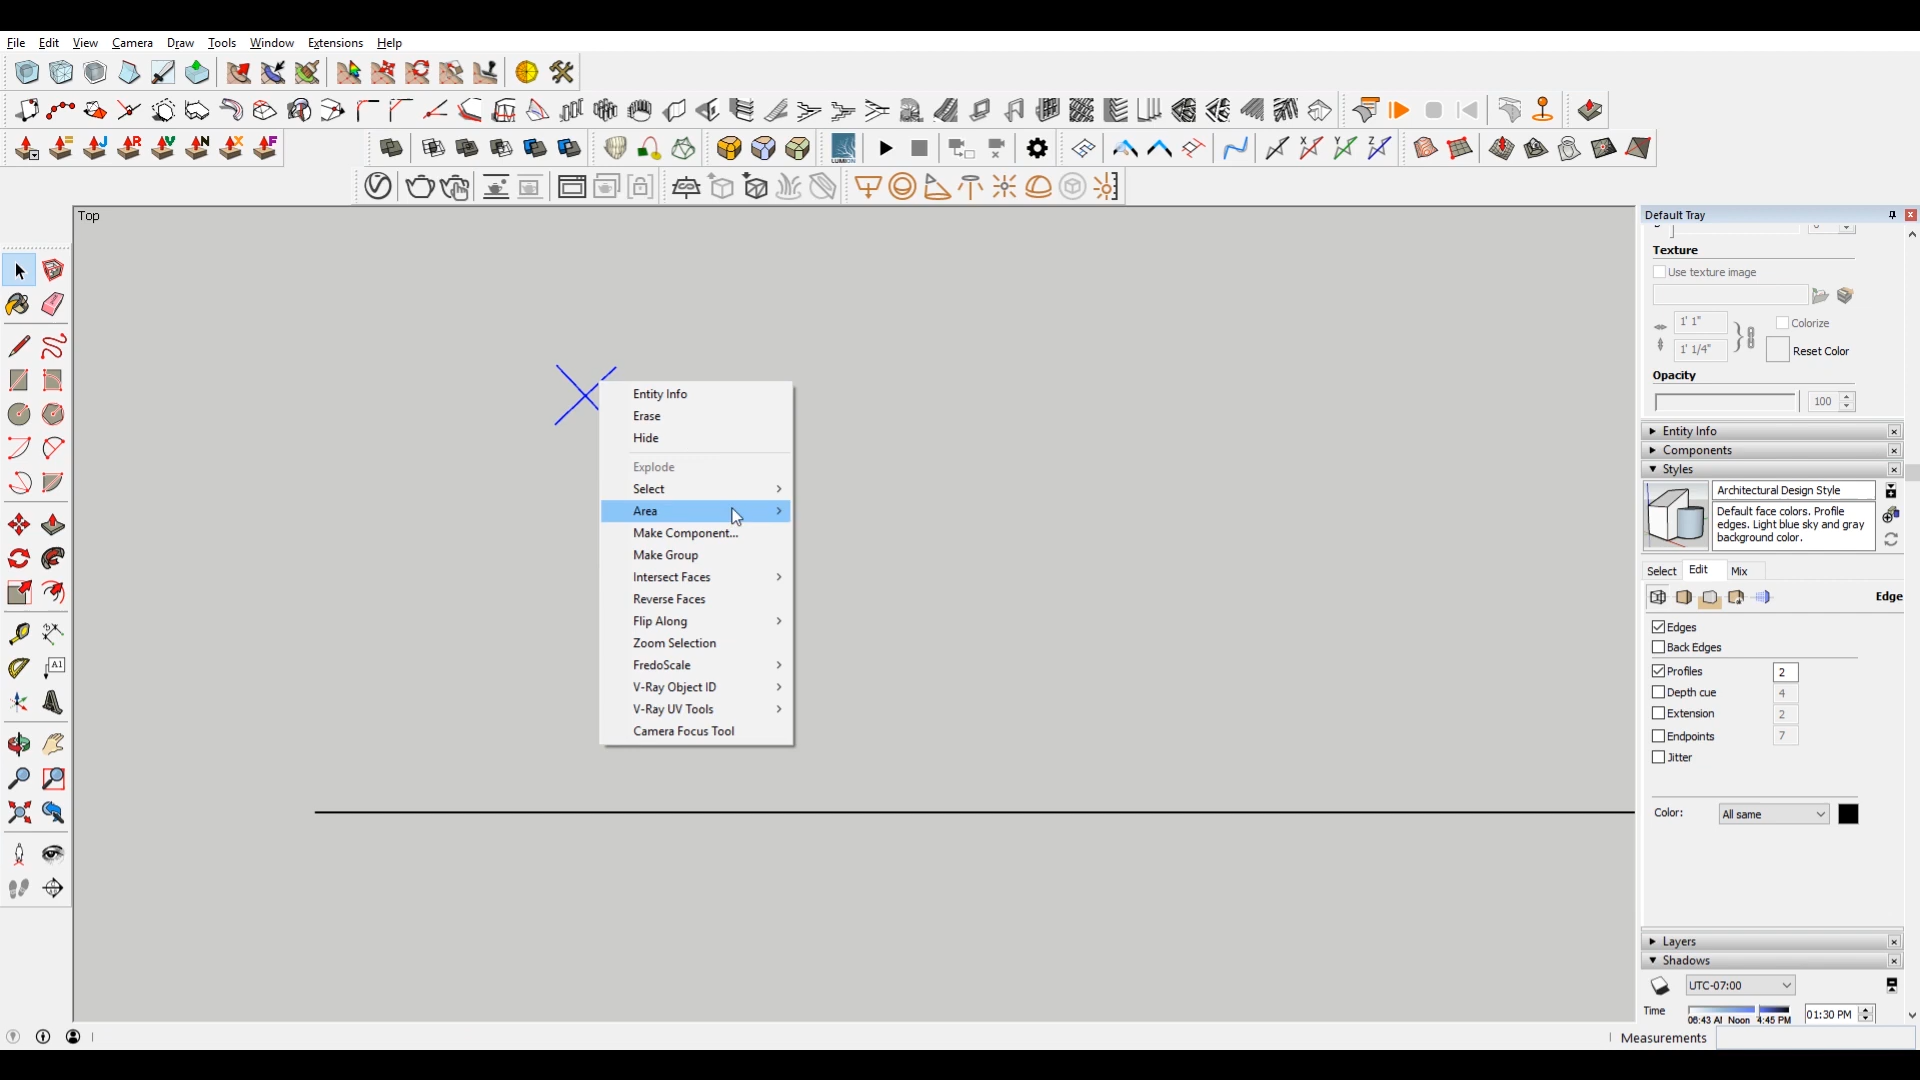 File Edit View Camera Draw Tools Window Extensions Help
J R V N X F
LUMION
X Y Z
Top
Default Tray
Texture
Use texture image
1' 1"
Colorize
1' 1/4"
Reset Color
Opacity
100
Entity Info
Components
Styles
Architectural Design Style
Default face colors. Profile
edges. Light blue sky and gray
background color.
Select Edit Mix
Edge
Edges
Back Edges
Profiles 2
Depth cue 4
Extension 2
Endpoints 7
Jitter
Color: All same
Layers
Shadows
UTC-07:00
Time
06:43 AI Noon 4:45 PM
01:30 PM
Entity Info
Erase
Hide
Explode
Select
Area
Make Component...
Make Group
Intersect Faces
Reverse Faces
Flip Along
Zoom Selection
FredoScale
V-Ray Object ID
V-Ray UV Tools
Camera Focus Tool
A1
Measurements